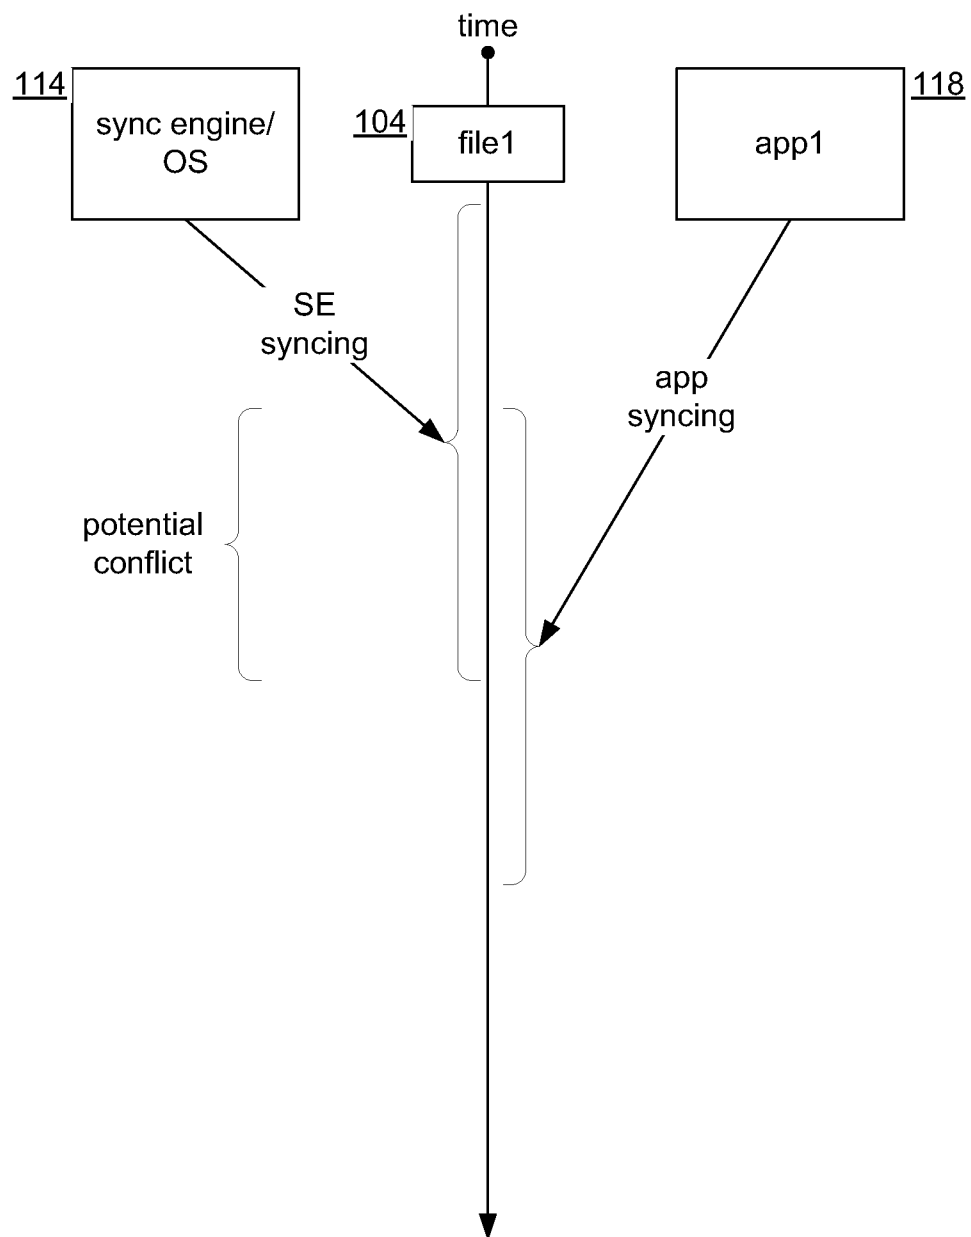 time
114
sync engine/
OS
104
file1
118
app1
SE
syncing
app
syncing
potential
conflict